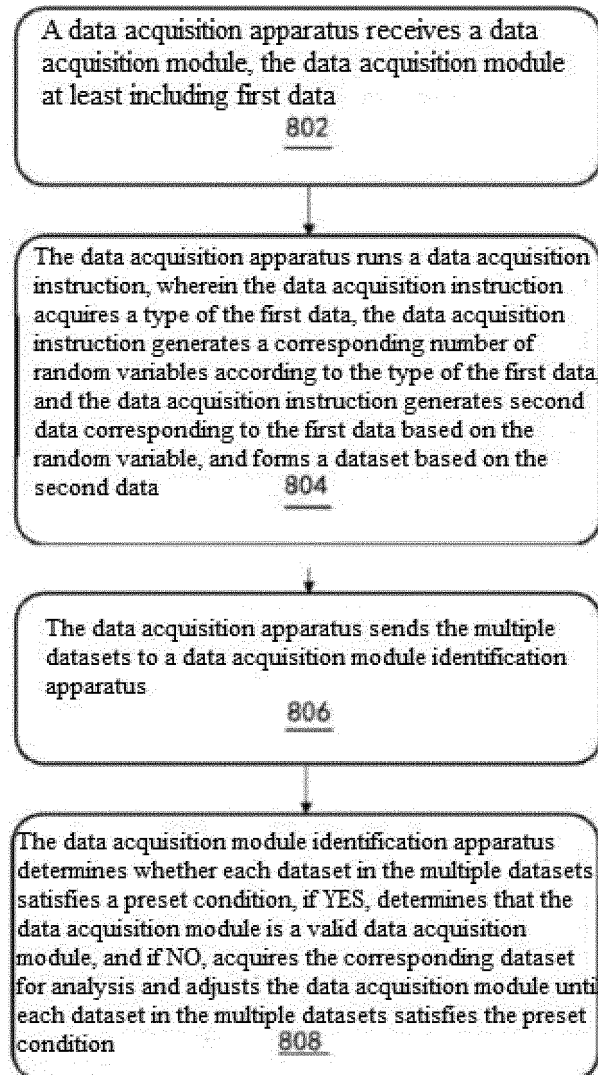 A data acquisition apparatus receives a data
acquisition module, the data acquisition module
at least including first data
802
The data acquisition apparatus runs a data acquisition
instruction, wherein the data acquisition instruction
acquires a type of the first data, the data acquisition
instruction generates a corresponding number of
random variables according to the type of the first data,
and the data acquisition instruction generates second
data corresponding to the first data based on the
random variable, and forms a dataset based on the
second data 804
The data acquisition apparatus sends the multiple
datasets to a data acquisition module identification
apparatus
806
The data acquisition module identification apparatus
determines whether each dataset in the multiple datasets
satisfies a preset condition, if YES, determines that the
data acquisition module is a valid data acquisition
module, and if NO, acquires the corresponding dataset
for analysis and adjusts the data acquisition module until
each dataset in the multiple datasets satisfies the preset
condition 808